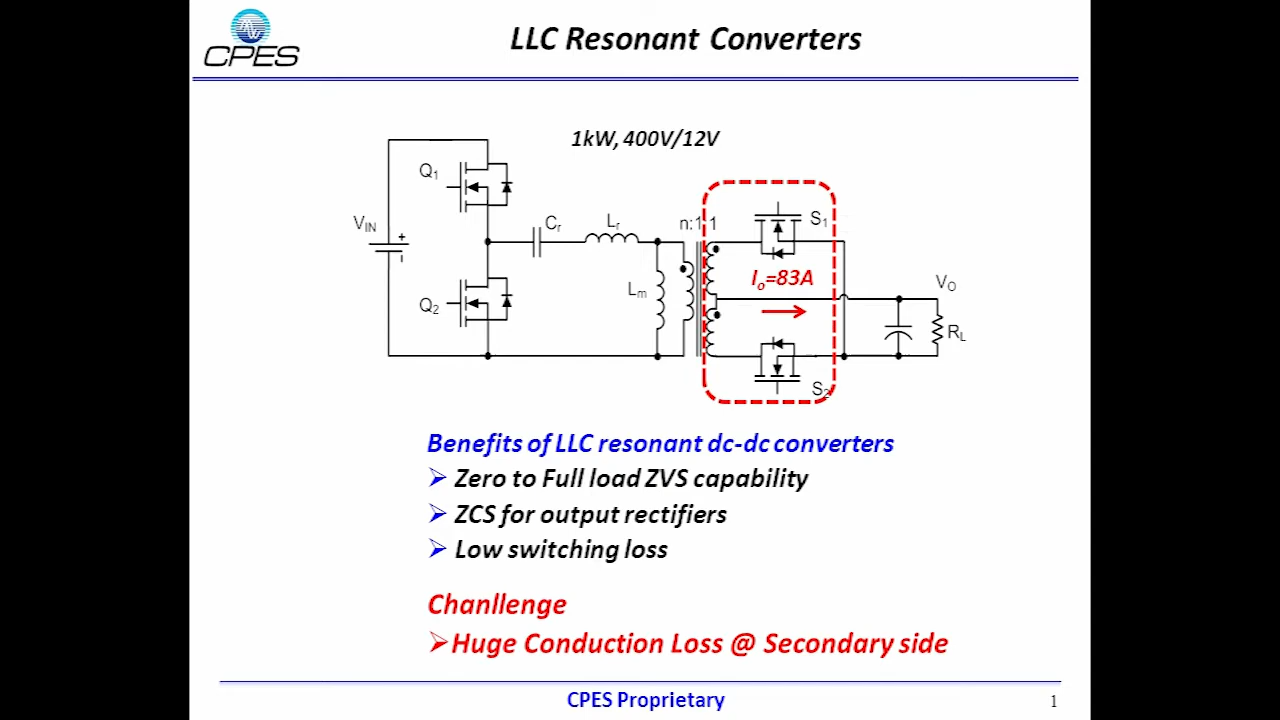 CPES
LLC Resonant Converters
1kW, 400V/12V
Q1
VIN
+
Cr
Lr
n:1:1
S1
Lm
Io=83A
VO
Q2
RL
S2
Benefits of LLC resonant dc-dc converters
Zero to Full load ZVS capability
ZCS for output rectifiers
Low switching loss
Chanllenge
Huge Conduction Loss @ Secondary side
CPES Proprietary
1